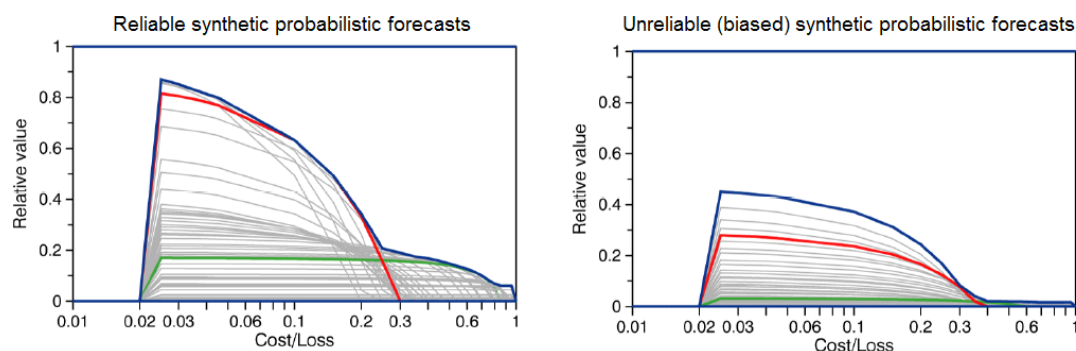 Reliable synthetic probabilistic forecasts
Relative value
1
0.8
0.6
0.4
0.2
0
0.01 0.02 0.03 0.06 0.1 0.2 0.3 0.6 1
Cost/Loss
Unreliable (biased) synthetic probabilistic forecasts
Relative value
1
0.8
0.6
0.4
0.2
0
0.01 0.02 0.03 0.06 0.1 0.2 0.3 0.6 1
Cost/Loss